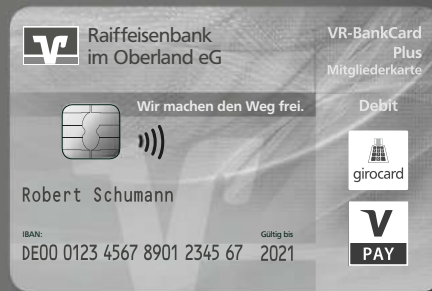 Raiffeisenbank
im Oberland eG
VR-BankCard
Plus
Mitgliederkarte
Wir machen den Weg frei.
Debit
girocard
Robert Schumann
IBAN:
Gültig bis
DE00 0123 4567 8901 2345 67
2021
V
PAY